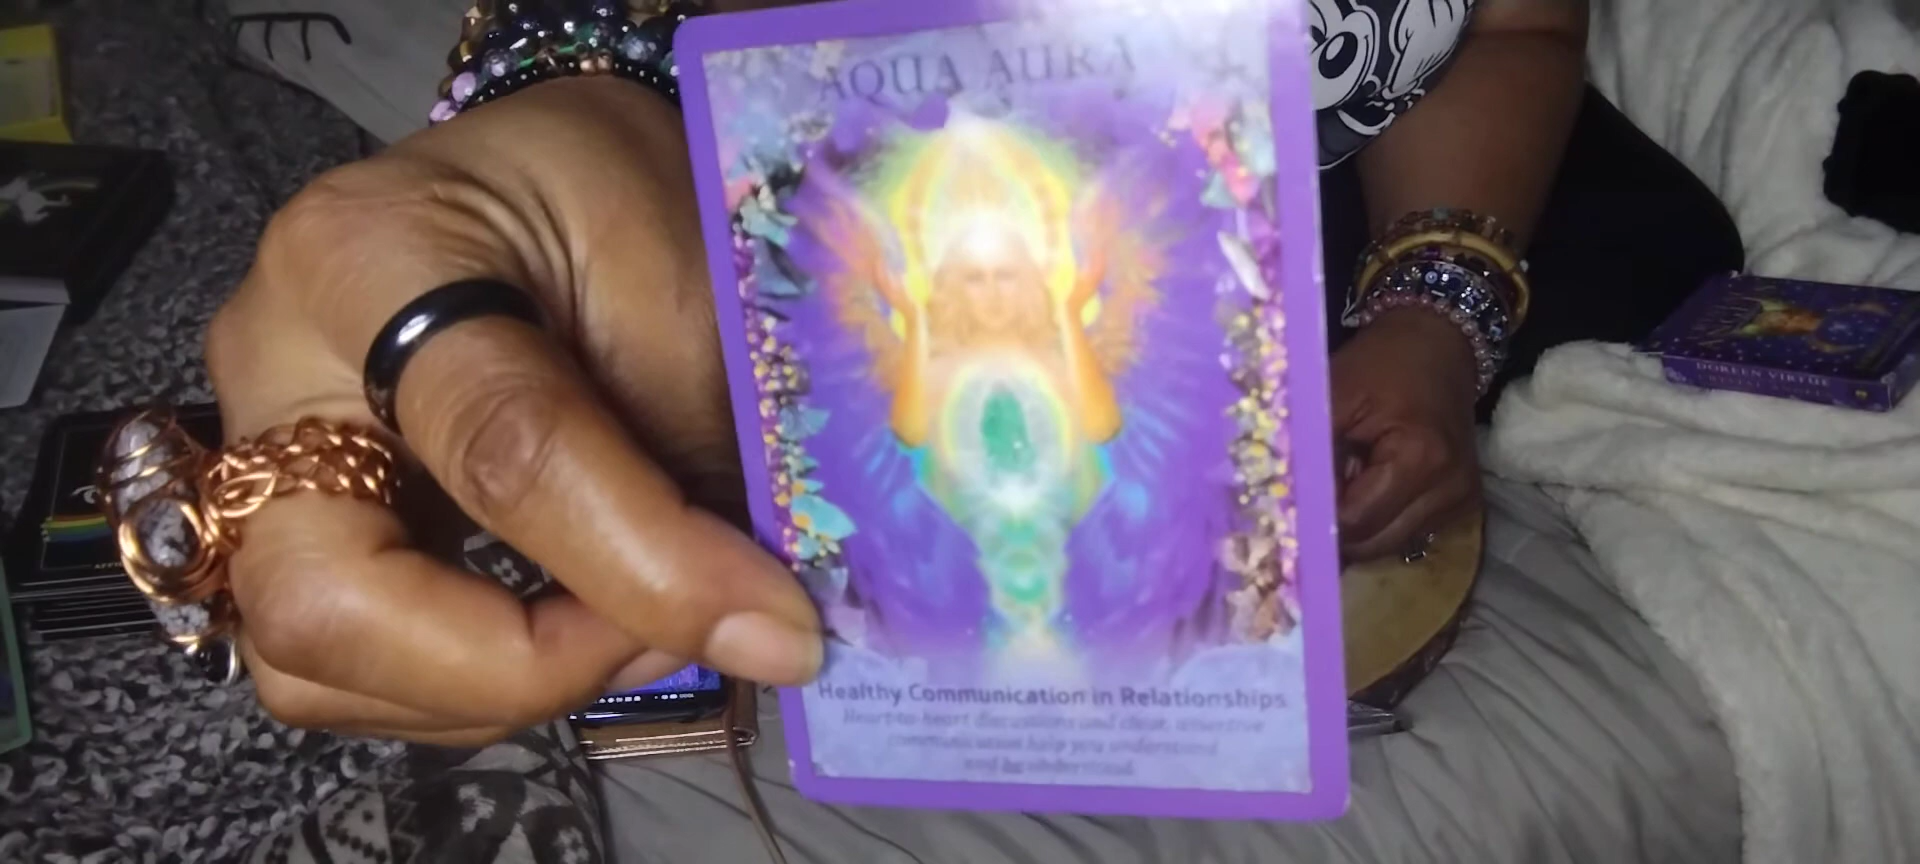 AQUA AURA
Healthy Communication in Relationships
Heart-to-heart discussions and clear, assertive
communication help you understand
and be understood.
DOREEN VIRTUE